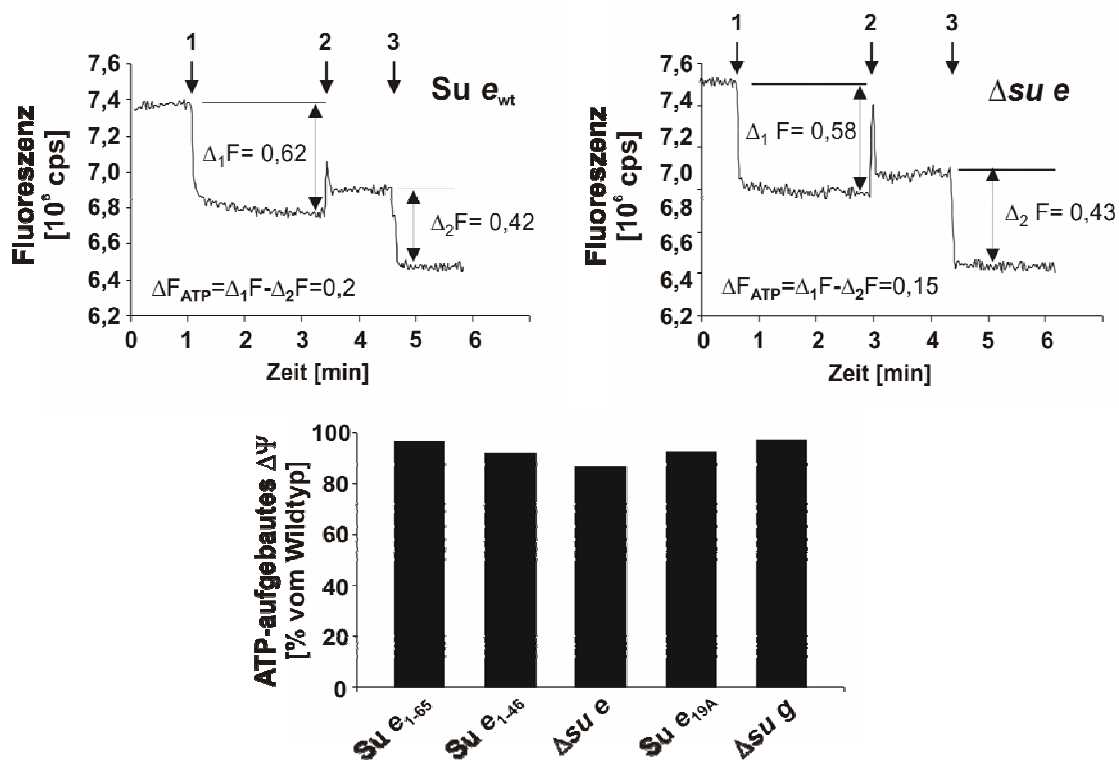 1 2 3
Su e_wt
Fluoreszenz
[10⁶ cps]
7,6
7,4
7,2
7,0
6,8
6,6
6,4
6,2
Δ₁F= 0,62
Δ₂F= 0,42
ΔF_ATP=Δ₁F-Δ₂F=0,2
0 1 2 3 4 5 6
Zeit [min]
1 2 3
Δsu e
Fluoreszenz
[10⁶ cps]
7,6
7,4
7,2
7,0
6,8
6,6
6,4
6,2
Δ₁ F= 0,58
Δ₂ F= 0,43
ΔF_ATP=Δ₁F-Δ₂F=0,15
0 1 2 3 4 5 6
Zeit [min]
ATP-aufgebautes ΔΨ
[% vom Wildtyp]
100
80
60
40
20
0
Su e₁₋₆₅
Su e₁₋₄₆
Δsu e
Su e₁₉A
Δsu g